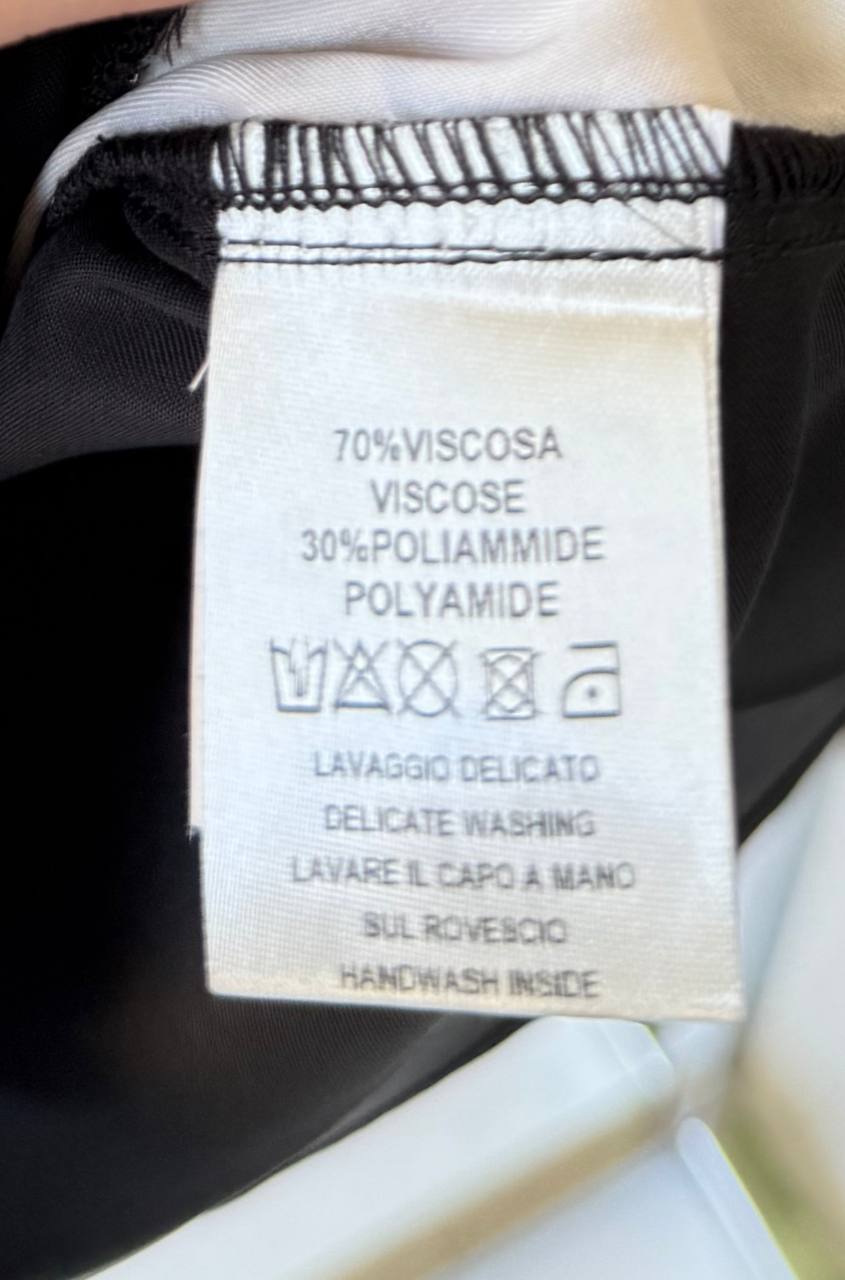 70%VISCOSA
VISCOSE
30%POLIAMMIDE
POLYAMIDE
LAVAGGIO DELICATO
DELICATE WASHING
LAVARE IL CAPO A MANO
SUL ROVESCIO
HANDWASH INSIDE